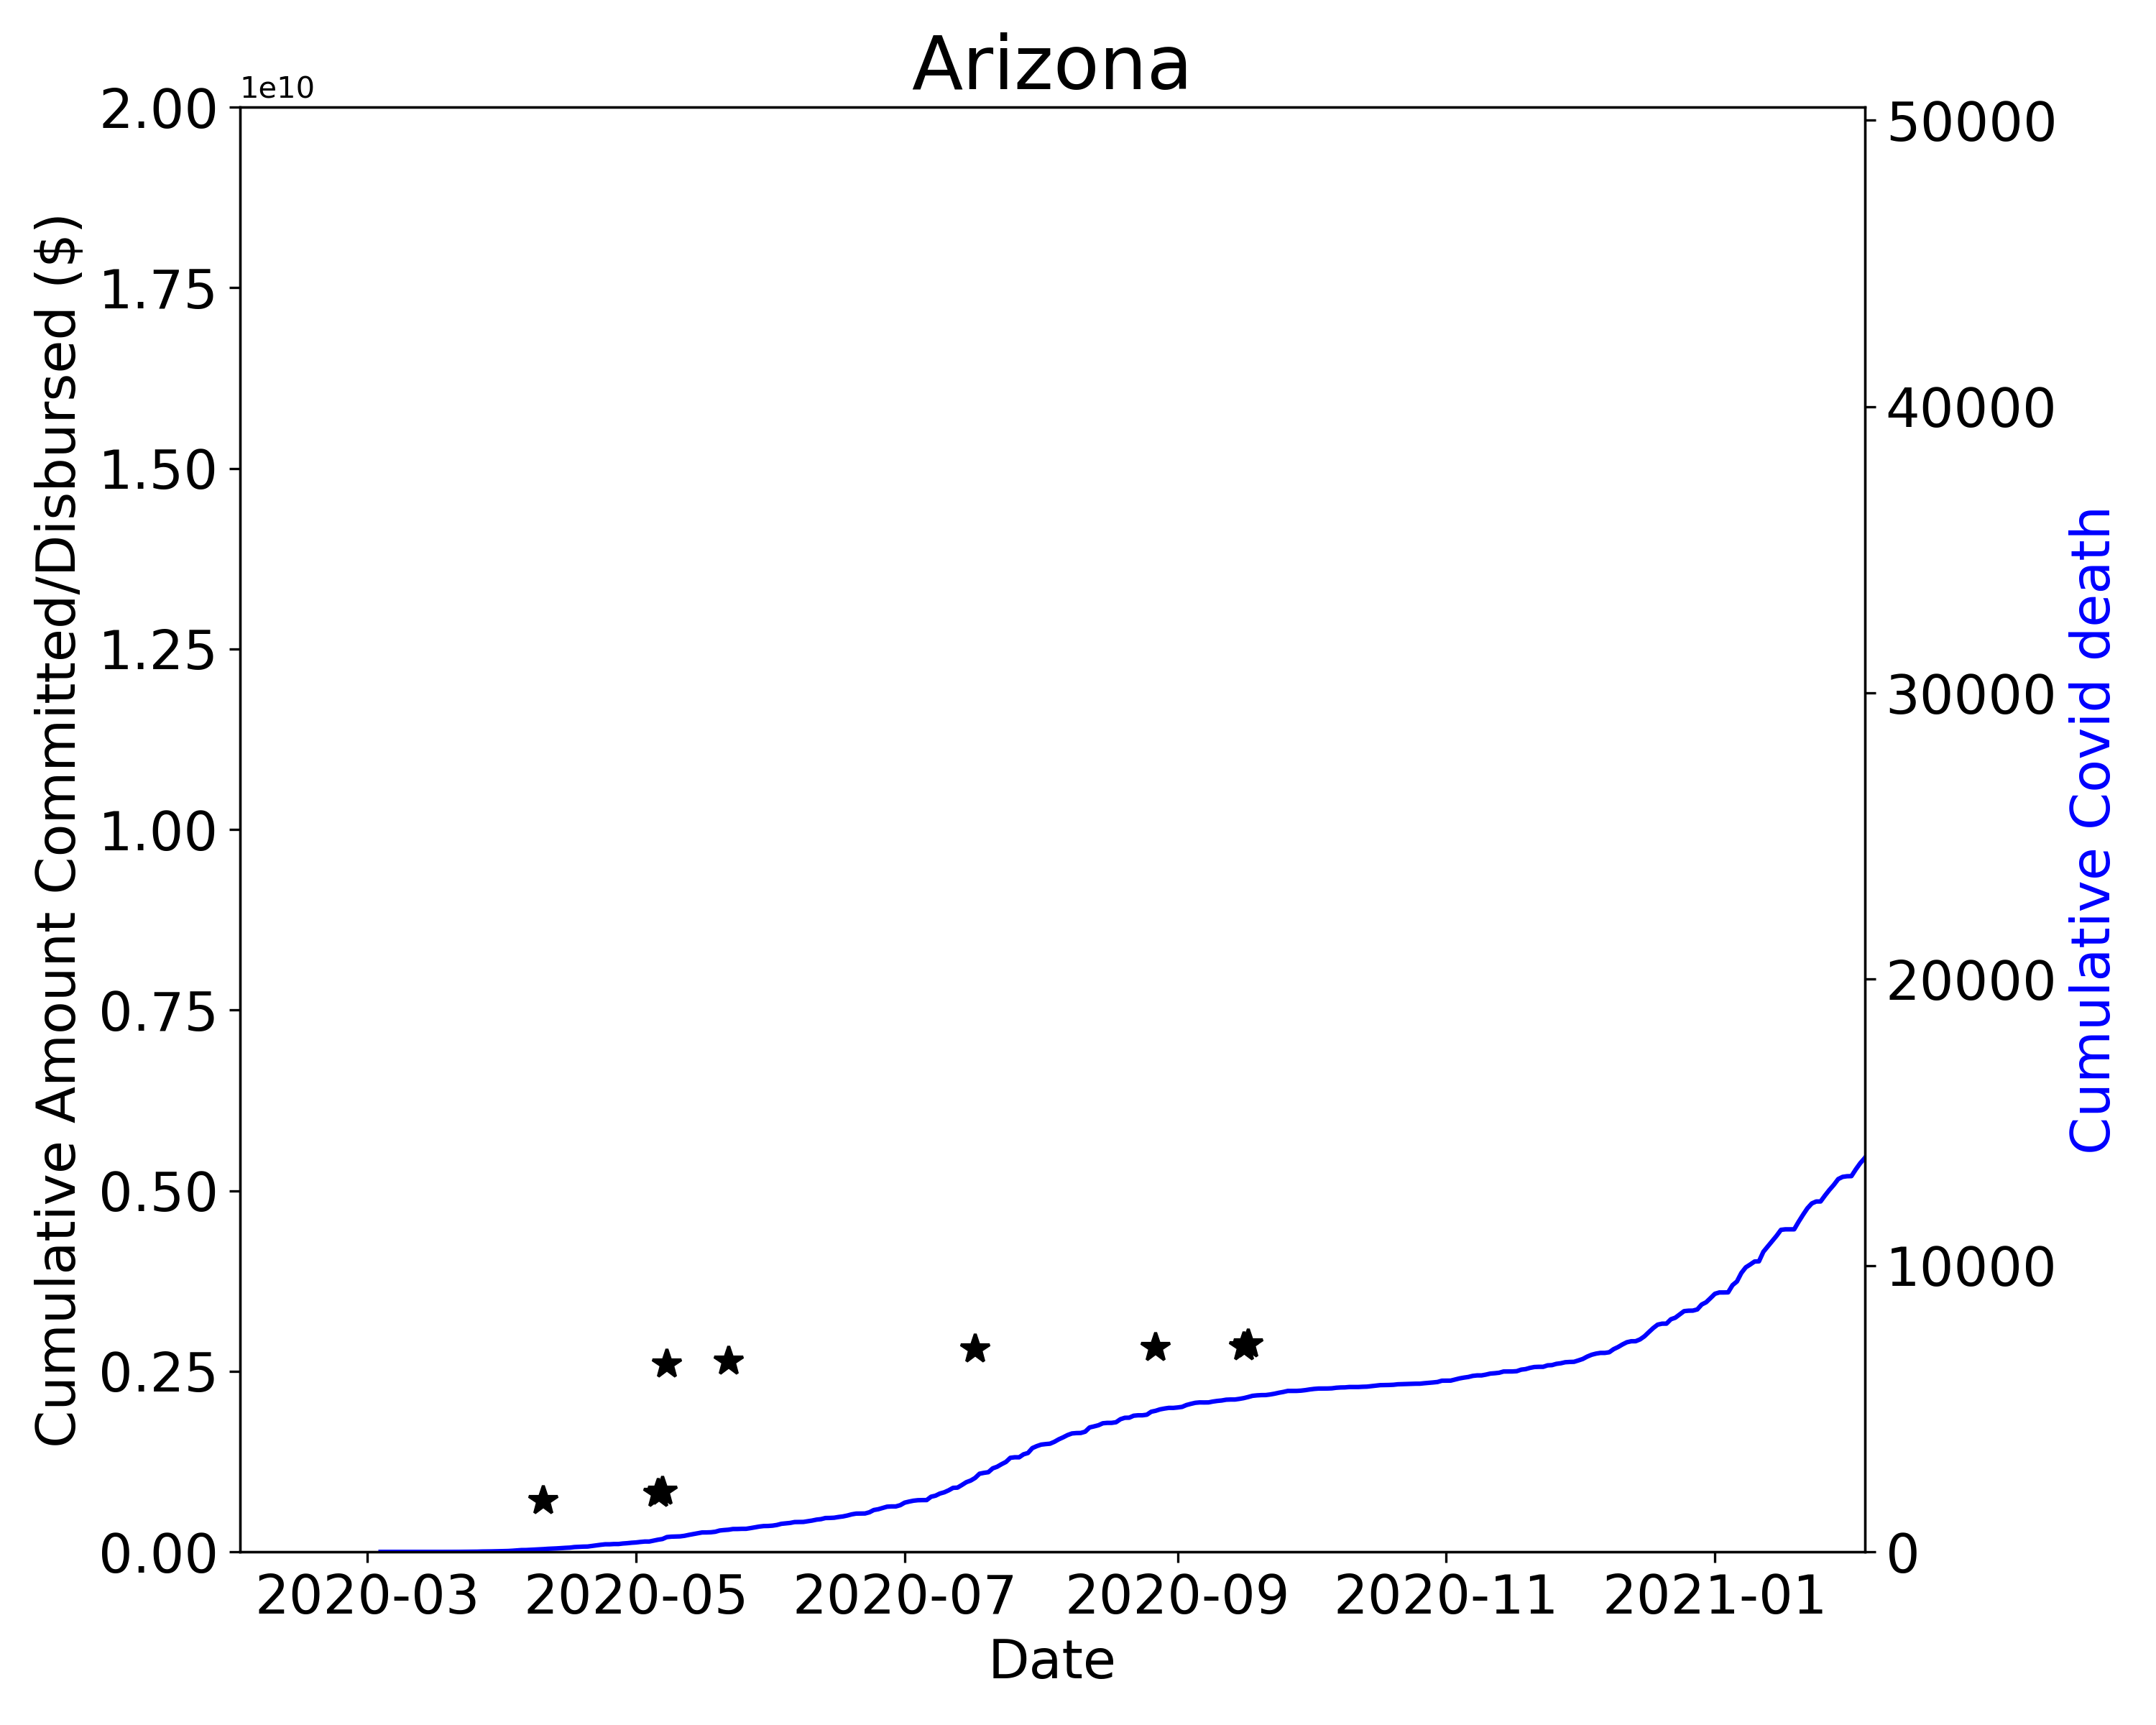 Arizona
1e10
2.00
1.75
1.50
1.25
1.00
0.75
0.50
0.25
0.00
Cumulative Amount Committed/Disbursed ($)
50000
40000
30000
20000
10000
0
Cumulative Covid death
2020-03 2020-05 2020-07 2020-09 2020-11 2021-01
Date